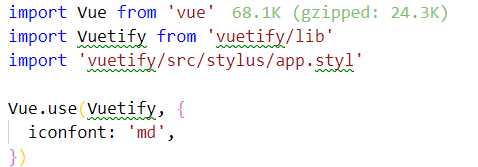 import Vue from 'vue' 68.1K (gzipped: 24.3K)
import Vuetify from 'vuetify/lib'
import 'vuetify/src/stylus/app.styl'
Vue.use(Vuetify, {
iconfont: 'md',
})